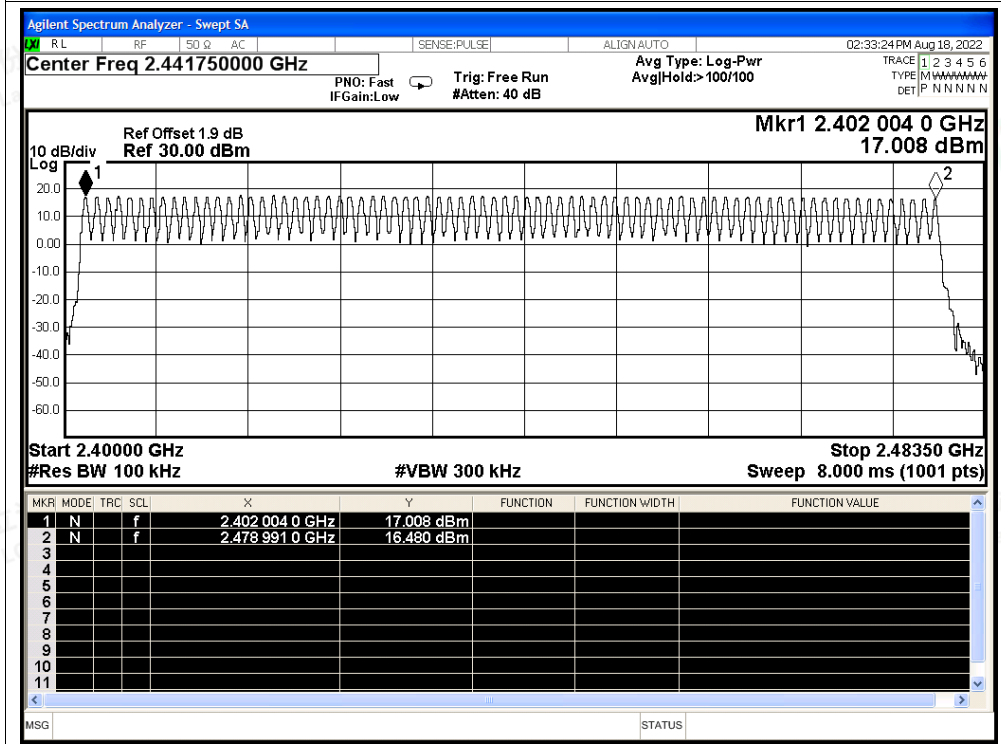 Agilent Spectrum Analyzer - Swept SA
LXI RL RF 50 Ω AC SENSE:PULSE ALIGN AUTO 02:33:24 PM Aug 18, 2022
Center Freq 2.441750000 GHz
PNO: Fast
IFGain:Low
Trig: Free Run
#Atten: 40 dB
Avg Type: Log-Pwr
Avg|Hold:>100/100
TRACE 1 2 3 4 5 6
TYPE M
DET P N N N N N
Mkr1 2.402 004 0 GHz
17.008 dBm
Ref Offset 1.9 dB
10 dB/div Ref 30.00 dBm
Log
1
2
20.0
10.0
0.00
-10.0
-20.0
-30.0
-40.0
-50.0
-60.0
Start 2.40000 GHz Stop 2.48350 GHz
#Res BW 100 kHz #VBW 300 kHz Sweep 8.000 ms (1001 pts)
MKR MODE TRC SCL X Y FUNCTION FUNCTION WIDTH FUNCTION VALUE
1 N f 2.402 004 0 GHz 17.008 dBm
2 N f 2.478 991 0 GHz 16.480 dBm
3
4
5
6
7
8
9
10
11
MSG STATUS